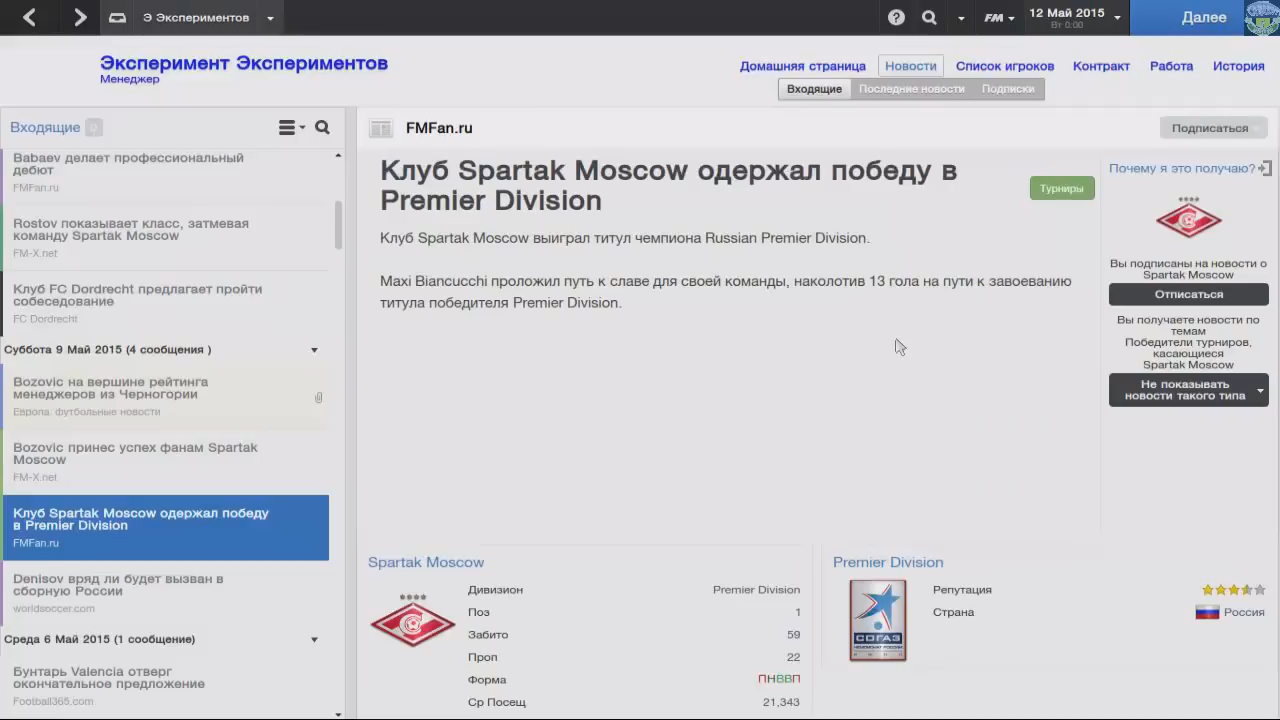 Э Экспериментов
FM
12 Май 2015
Вт 0:00
Далее
Эксперимент Экспериментов
Менеджер
Домашняя страница
Новости
Список игроков
Контракт
Работа
История
Входящие
Последние новости
Подписки
Входящие
FMFan.ru
Подписаться
Babaev делает профессиональный
дебют
FMFan.ru
Rostov показывает класс, затмевая
команду Spartak Moscow
FM-X.net
Клуб FC Dordrecht предлагает пройти
собеседование
FC Dordrecht
Суббота 9 Май 2015 (4 сообщения )
Bozovic на вершине рейтинга
менеджеров из Черногории
Европа. футбольные новости
Bozovic принес успех фанам Spartak
Moscow
FM-X.net
Клуб Spartak Moscow одержал победу
в Premier Division
FMFan.ru
Denisov вряд ли будет вызван в
сборную России
worldsoccer.com
Среда 6 Май 2015 (1 сообщение)
Бунтарь Valencia отверг
окончательное предложение
Football365.com
Клуб Spartak Moscow одержал победу в
Premier Division
Турниры
Клуб Spartak Moscow выиграл титул чемпиона Russian Premier Division.
Maxi Biancucchi проложил путь к славе для своей команды, наколотив 13 гола на пути к завоеванию
титула победителя Premier Division.
Почему я это получаю?
Вы подписаны на новости о
Spartak Moscow
Отписаться
Вы получаете новости по
темам
Победители турниров,
касающиеся
Spartak Moscow
Не показывать
новости такого типа
Spartak Moscow
Дивизион Premier Division
Поз 1
Забито 59
Проп 22
Форма ПНВВП
Ср Посещ 21,343
Premier Division
Репутация
Страна Россия
СОГАЗ